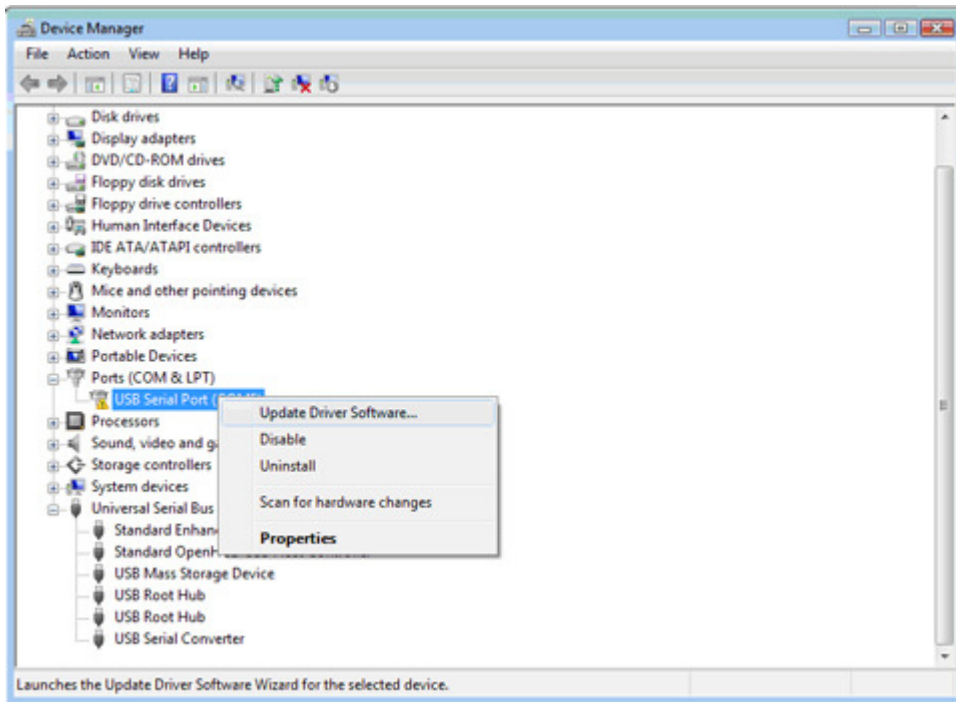 Device Manager
File Action View Help
Disk drives
Display adapters
DVD/CD-ROM drives
Floppy disk drives
Floppy drive controllers
Human Interface Devices
IDE ATA/ATAPI controllers
Keyboards
Mice and other pointing devices
Monitors
Network adapters
Portable Devices
Ports (COM & LPT)
USB Serial Port (
Update Driver Software...
Processors
Disable
Sound, video and g
Uninstall
Storage controllers
System devices
Scan for hardware changes
Universal Serial Bus
Standard Enhan
Properties
Standard OpenH
USB Mass Storage Device
USB Root Hub
USB Root Hub
USB Serial Converter
Launches the Update Driver Software Wizard for the selected device.